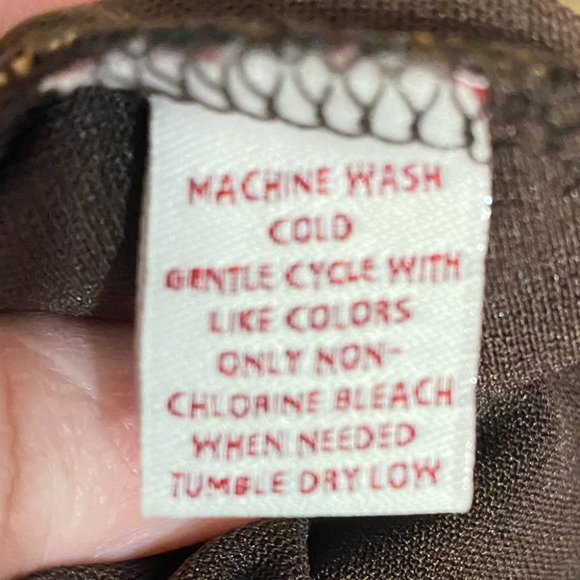 MACHINE WASH
COLD
GENTLE CYCLE WITH
LIKE COLORS
ONLY NON-
CHLORINE BLEACH
WHEN NEEDED
TUMBLE DRY LOW